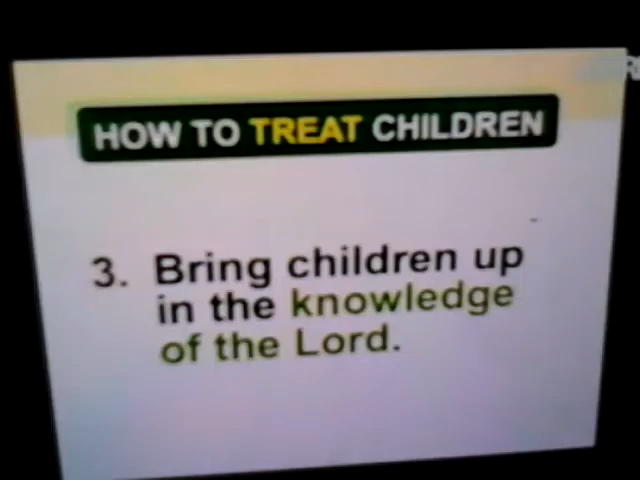 HOW TO TREAT CHILDREN
3. Bring children up
in the knowledge
of the Lord.